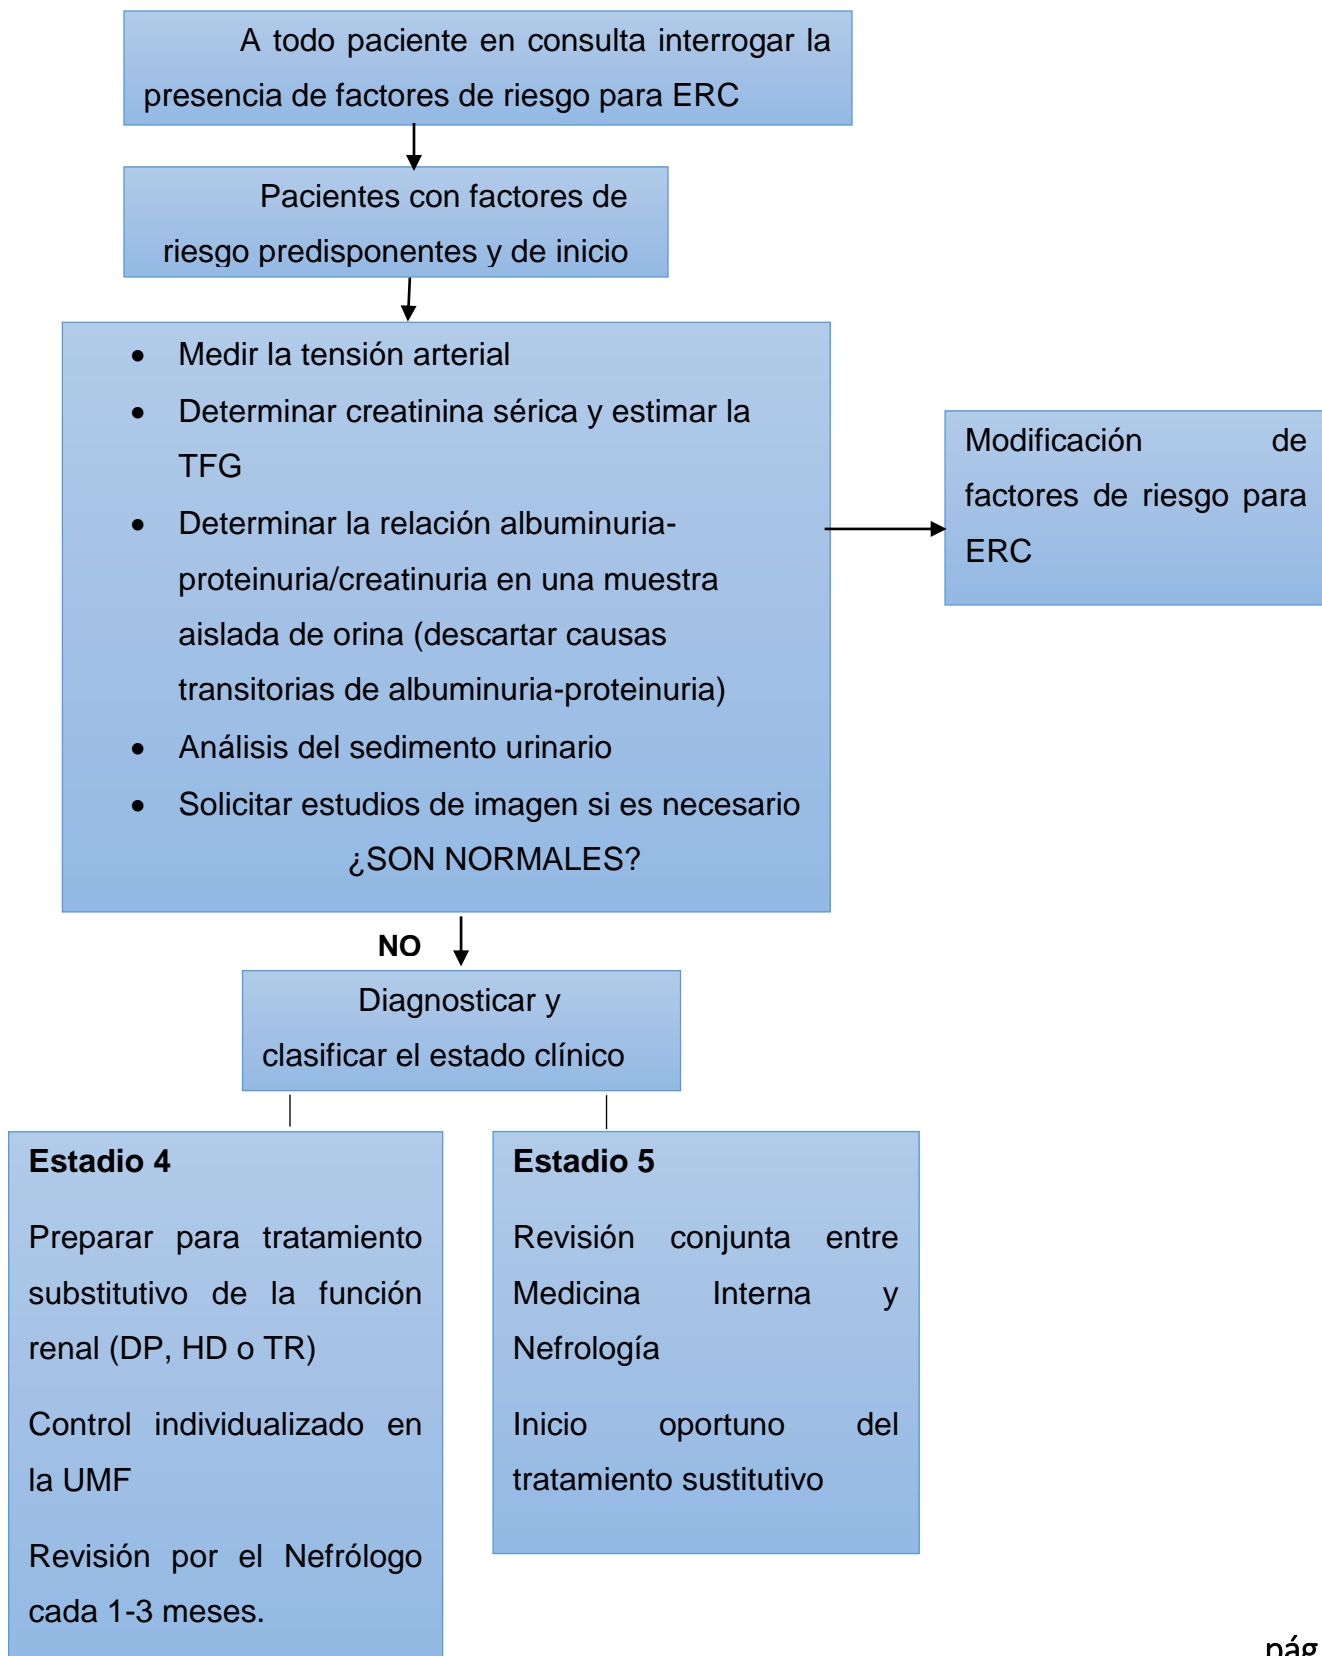 A todo paciente en consulta interrogar la
presencia de factores de riesgo para ERC
Pacientes con factores de
riesgo predisponentes y de inicio
• Medir la tensión arterial
• Determinar creatinina sérica y estimar la
TFG
• Determinar la relación albuminuria-
proteinuria/creatinuria en una muestra
aislada de orina (descartar causas
transitorias de albuminuria-proteinuria)
• Análisis del sedimento urinario
• Solicitar estudios de imagen si es necesario
¿SON NORMALES?
Modificación de
factores de riesgo para
ERC
NO
Diagnosticar y
clasificar el estado clínico
Estadio 4
Preparar para tratamiento
substitutivo de la función
renal (DP, HD o TR)
Control individualizado en
la UMF
Revisión por el Nefrólogo
cada 1-3 meses.
Estadio 5
Revisión conjunta entre
Medicina Interna y
Nefrología
Inicio oportuno del
tratamiento sustitutivo
pág